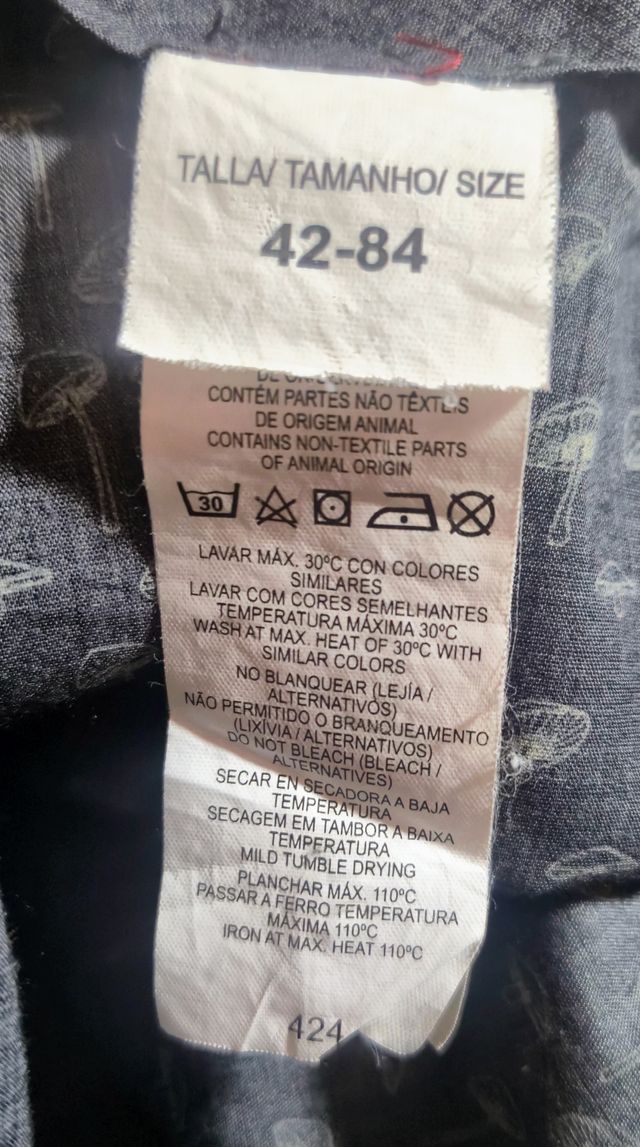 TALLA/ TAMANHO/ SIZE
42-84
CONTÉM PARTES NÃO TÊXTEIS
DE ORIGEM ANIMAL
CONTAINS NON-TEXTILE PARTS
OF ANIMAL ORIGIN
30
LAVAR MÁX. 30ºC CON COLORES
SIMILARES
LAVAR COM CORES SEMELHANTES
TEMPERATURA MÁXIMA 30ºC
WASH AT MAX. HEAT OF 30ºC WITH
SIMILAR COLORS
NO BLANQUEAR (LEJÍA /
ALTERNATIVOS)
NÃO PERMITIDO O BRANQUEAMENTO
(LIXÍVIA / ALTERNATIVOS)
DO NOT BLEACH (BLEACH /
ALTERNATIVES)
SECAR EN SECADORA A BAJA
TEMPERATURA
SECAGEM EM TAMBOR A BAIXA
TEMPERATURA
MILD TUMBLE DRYING
PLANCHAR MÁX. 110ºC
PASSAR A FERRO TEMPERATURA
MÁXIMA 110ºC
IRON AT MAX. HEAT 110ºC
424